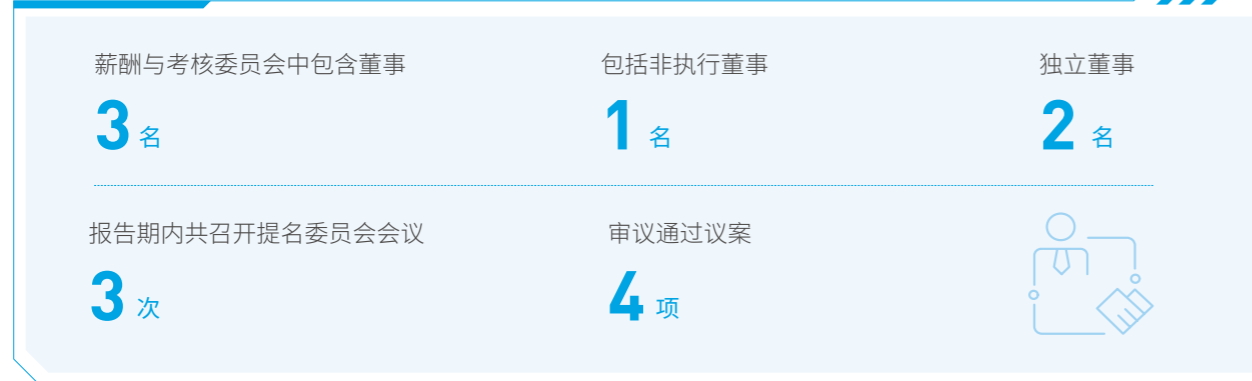 薪酬与考核委员会中包含董事 包括非执行董事 独立董事
3 名 1 名 2 名
报告期内共召开提名委员会会议 审议通过议案
3 次 4 项